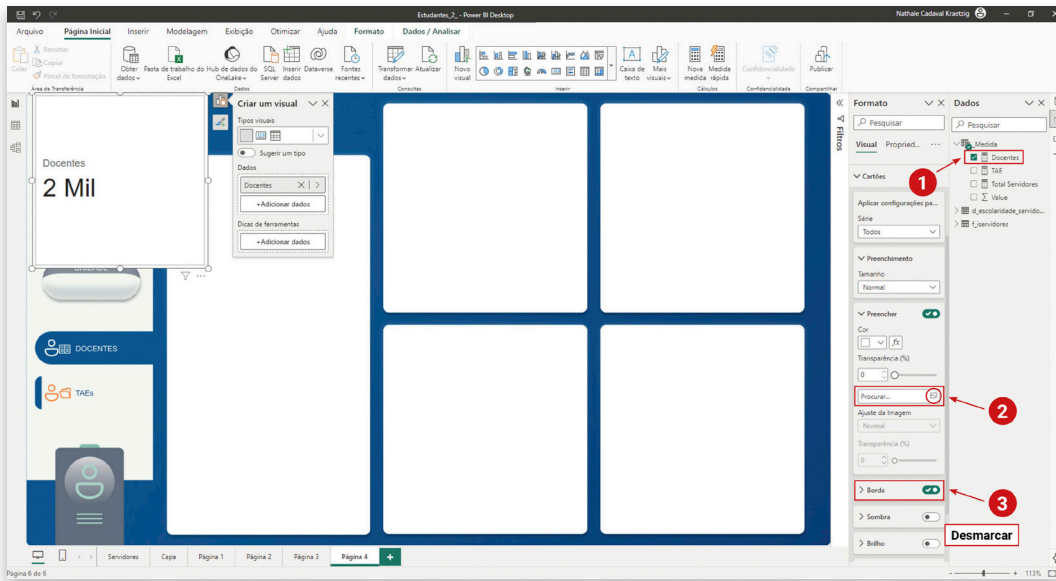 Estudantes_2_ - Power BI Desktop
Nathale Cadaval Kraetzig
Arquivo Página Inicial Inserir Modelagem Exibição Otimizar Ajuda Formato Dados / Analisar
Colar
Recortar
Copiar
Pincel de formatação
Área de Transferência
Obter dados
Pasta de trabalho do Excel
Hub de dados do OneLake
SQL Server
Inserir dados
Dataverse
Fontes recentes
Dados
Transformar dados
Atualizar
Consultas
Novo visual
Caixa de texto
Mais visuais
Inserir
Nova medida
Medida rápida
Cálculos
Confidencialidade
Confidencialidade
Publicar
Compartilhar
Docentes
2 Mil
Criar um visual
Tipos visuais
Sugerir um tipo
Dados
Docentes
+Adicionar dados
Dicas de ferramentas
+Adicionar dados
UNIDADE
DOCENTES
TAEs
Filtros
Formato
Pesquisar
Visual Propried... ...
Cartões
Aplicar configurações pa...
Série
Todos
Preenchimento
Tamanho
Normal
Preencher
Cor
fx
Transparência (%)
0
Procurar...
Ajuste da Imagem
Normal
Transparência (%)
0
Borda
Sombra
Brilho
Dados
Pesquisar
_Medida
Docentes
TAE
Total Servidores
Value
d_escolaridade_servido...
f_iservidores
1
2
3
Desmarcar
Servidores Capa Página 1 Página 2 Página 3 Página 4 +
Página 6 de 6
- + 113%